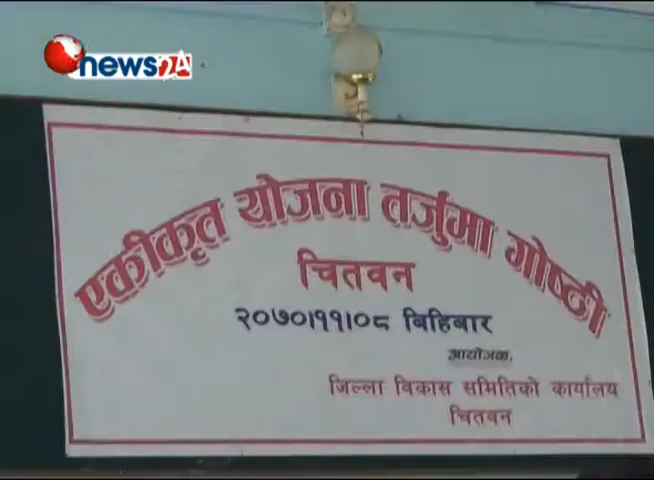 news24
एकीकृत योजना तर्जुमा गोष्ठी
चितवन
२०७०।११।०८ बिहिबार
आयोजक,
जिल्ला विकास समितिको कार्यालय
चितवन